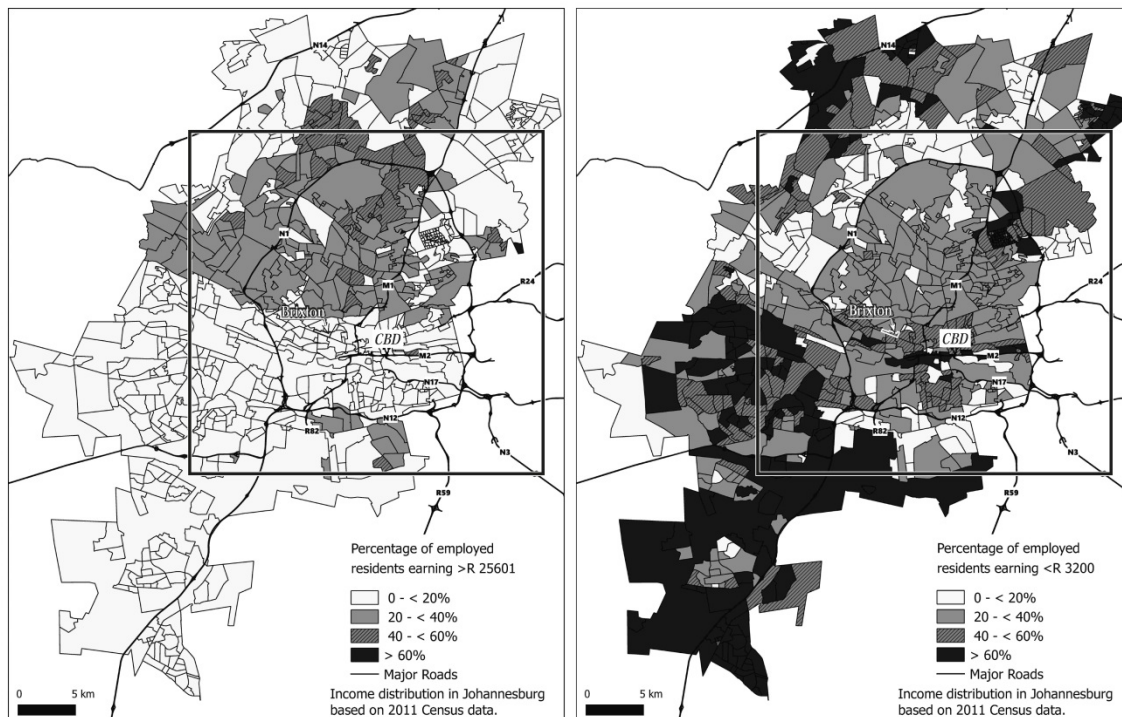 N14
N1
M1
R24
Brixton
CBD
M2
N17
N12
R82
N3
R59
Percentage of employed
residents earning >R 25601
0 - < 20%
20 - < 40%
40 - < 60%
> 60%
Major Roads
0 5 km
Income distribution in Johannesburg
based on 2011 Census data.
N14
N1
M1
R24
Brixton
CBD
M2
N17
N12
R82
N3
R59
Percentage of employed
residents earning <R 3200
0 - < 20%
20 - < 40%
40 - < 60%
> 60%
Major Roads
0 5 km
Income distribution in Johannesburg
based on 2011 Census data.